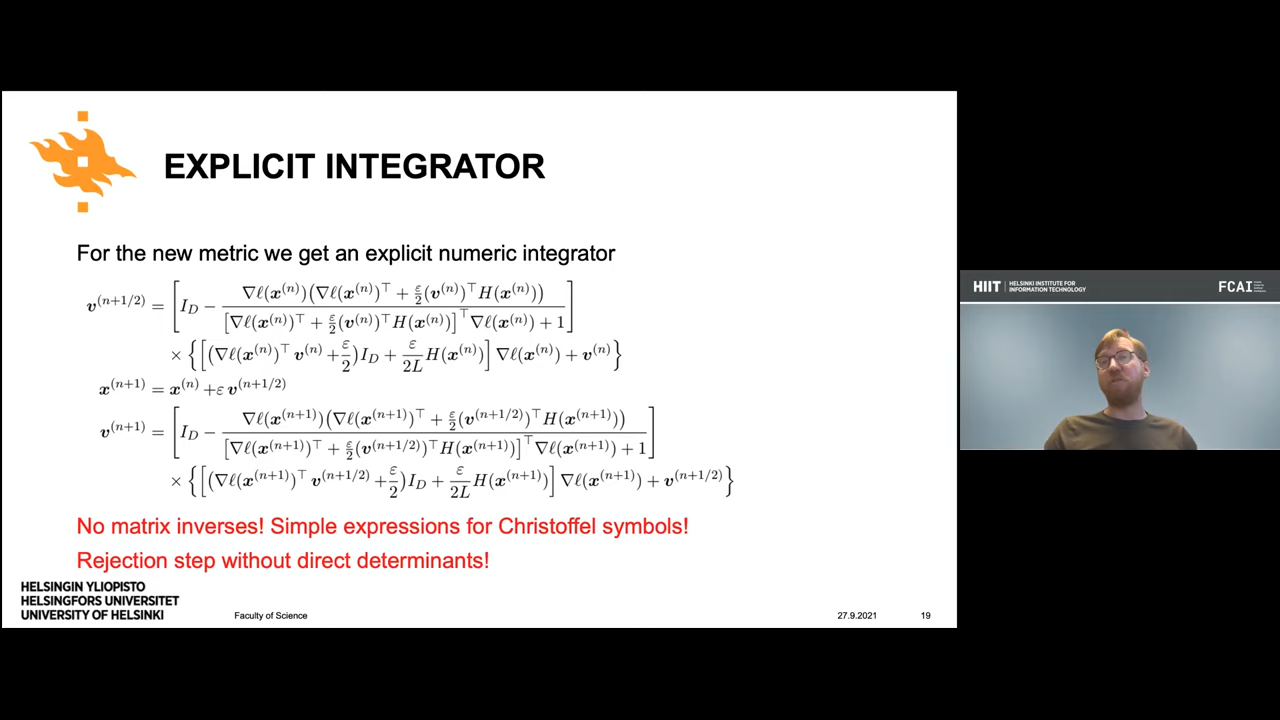 EXPLICIT INTEGRATOR
For the new metric we get an explicit numeric integrator
v^(n+1/2) = [ I_D − ∇ℓ(x^(n))(∇ℓ(x^(n))^⊤ + ε/2 (v^(n))^⊤ H(x^(n))) / [∇ℓ(x^(n))^⊤ + ε/2 (v^(n))^⊤ H(x^(n))]^⊤ ∇ℓ(x^(n)) + 1 ]
× {[(∇ℓ(x^(n))^⊤ v^(n) + ε/2) I_D + ε/2L H(x^(n))] ∇ℓ(x^(n)) + v^(n)}
x^(n+1) = x^(n) + ε v^(n+1/2)
v^(n+1) = [ I_D − ∇ℓ(x^(n+1))(∇ℓ(x^(n+1))^⊤ + ε/2 (v^(n+1/2))^⊤ H(x^(n+1))) / [∇ℓ(x^(n+1))^⊤ + ε/2 (v^(n+1/2))^⊤ H(x^(n+1))]^⊤ ∇ℓ(x^(n+1)) + 1 ]
× {[(∇ℓ(x^(n+1))^⊤ v^(n+1/2) + ε/2) I_D + ε/2L H(x^(n+1))] ∇ℓ(x^(n+1)) + v^(n+1/2)}
No matrix inverses! Simple expressions for Christoffel symbols!
Rejection step without direct determinants!
HELSINGIN YLIOPISTO
HELSINGFORS UNIVERSITET
UNIVERSITY OF HELSINKI
Faculty of Science
27.9.2021
19
HIIT
HELSINKI INSTITUTE FOR
INFORMATION TECHNOLOGY
FCAI